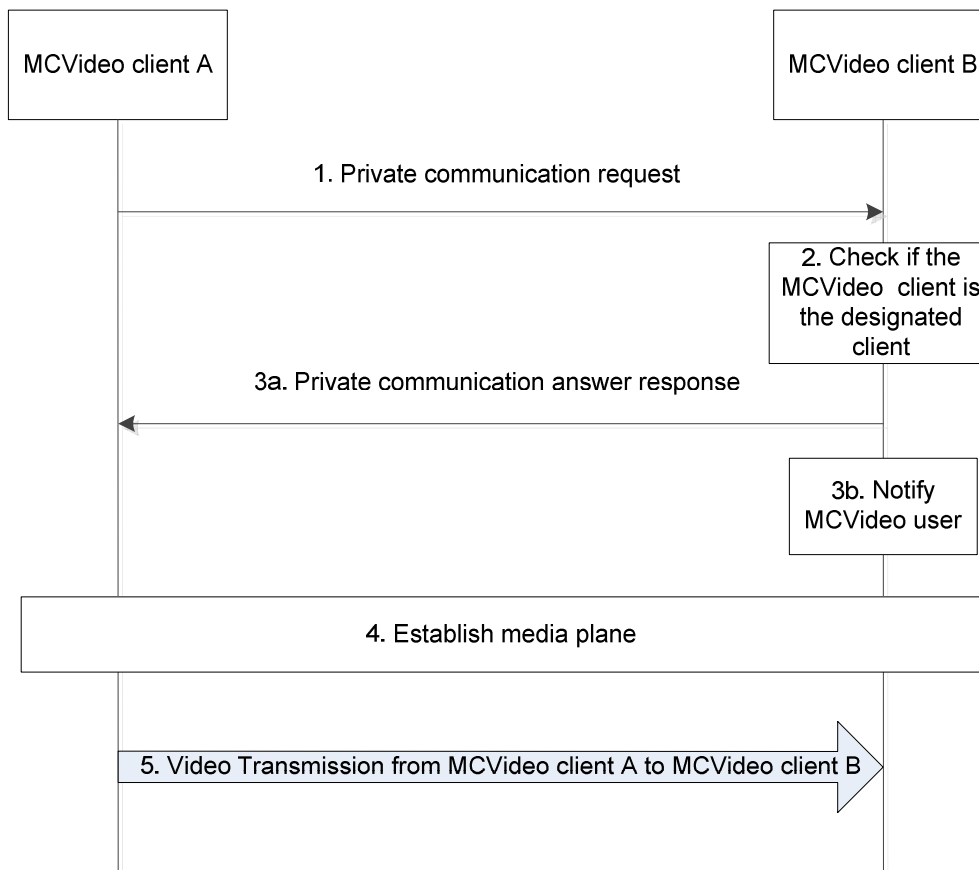 MCVideo client A
MCVideo client B
1. Private communication request
2. Check if the
MCVideo client is
the designated
client
3a. Private communication answer response
3b. Notify
MCVideo user
4. Establish media plane
5. Video Transmission from MCVideo client A to MCVideo client B